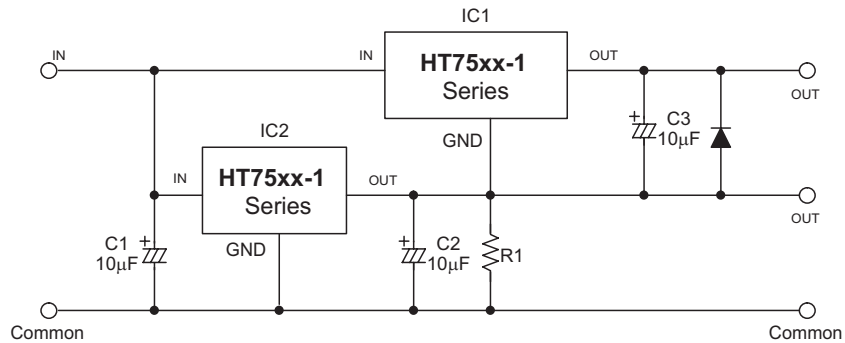 IC1
IN
IN
HT75xx-1
Series
OUT
OUT
GND
C3
10μF
IC2
IN
HT75xx-1
Series
OUT
OUT
GND
C1
10μF
C2
10μF
R1
+
+
+
Common
Common